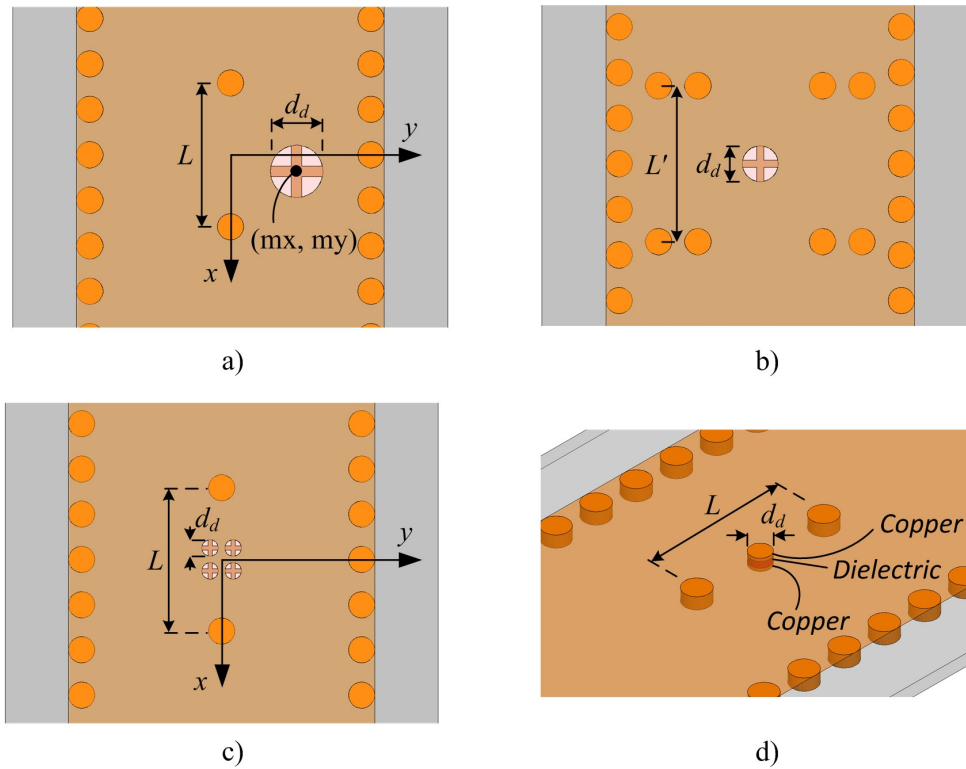 d_d
y
L
(mx, my)
x
a)
L'
d_d
b)
d_d
y
L
x
c)
L
d_d
Copper
Dielectric
Copper
d)